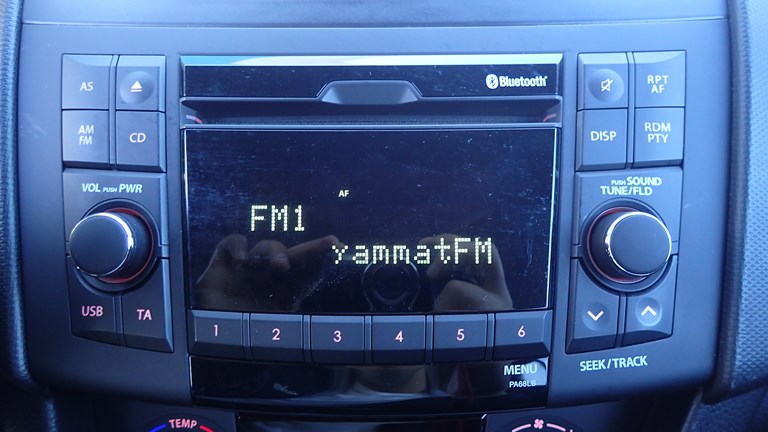 Bluetooth
AS
AM
FM
CD
RPT
AF
DISP
RDM
PTY
VOL PUSH PWR
PUSH SOUND
TUNE/FLD
AF
FM1
yammatFM
USB
TA
1 2 3 4 5 6
MENU
PA68LB
SEEK/TRACK
TEMP